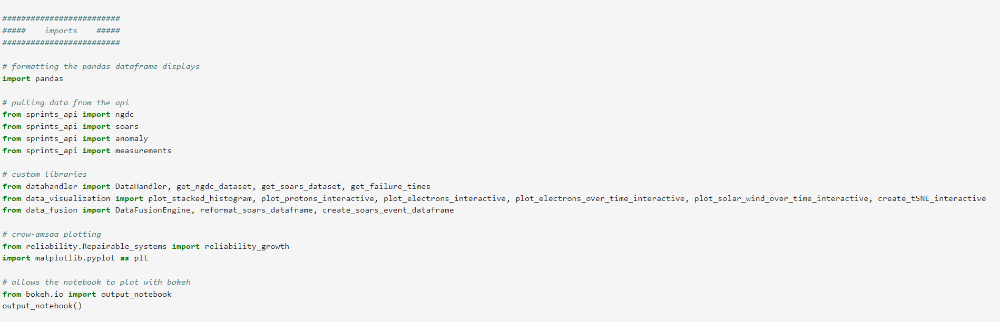 #########################
#####    imports    #####
#########################
# formatting the pandas dataframe displays
import pandas
# pulling data from the api
from sprints_api import ngdc
from sprints_api import soars
from sprints_api import anomaly
from sprints_api import measurements
# custom libraries
from datahandler import DataHandler, get_ngdc_dataset, get_soars_dataset, get_failure_times
from data_visualization import plot_stacked_histogram, plot_protons_interactive, plot_electrons_interactive, plot_electrons_over_time_interactive, plot_solar_wind_over_time_interactive, create_tSNE_interactive
from data_fusion import DataFusionEngine, reformat_soars_dataframe, create_soars_event_dataframe
# crow-amsaa plotting
from reliability.Repairable_systems import reliability_growth
import matplotlib.pyplot as plt
# allows the notebook to plot with bokeh
from bokeh.io import output_notebook
output_notebook()